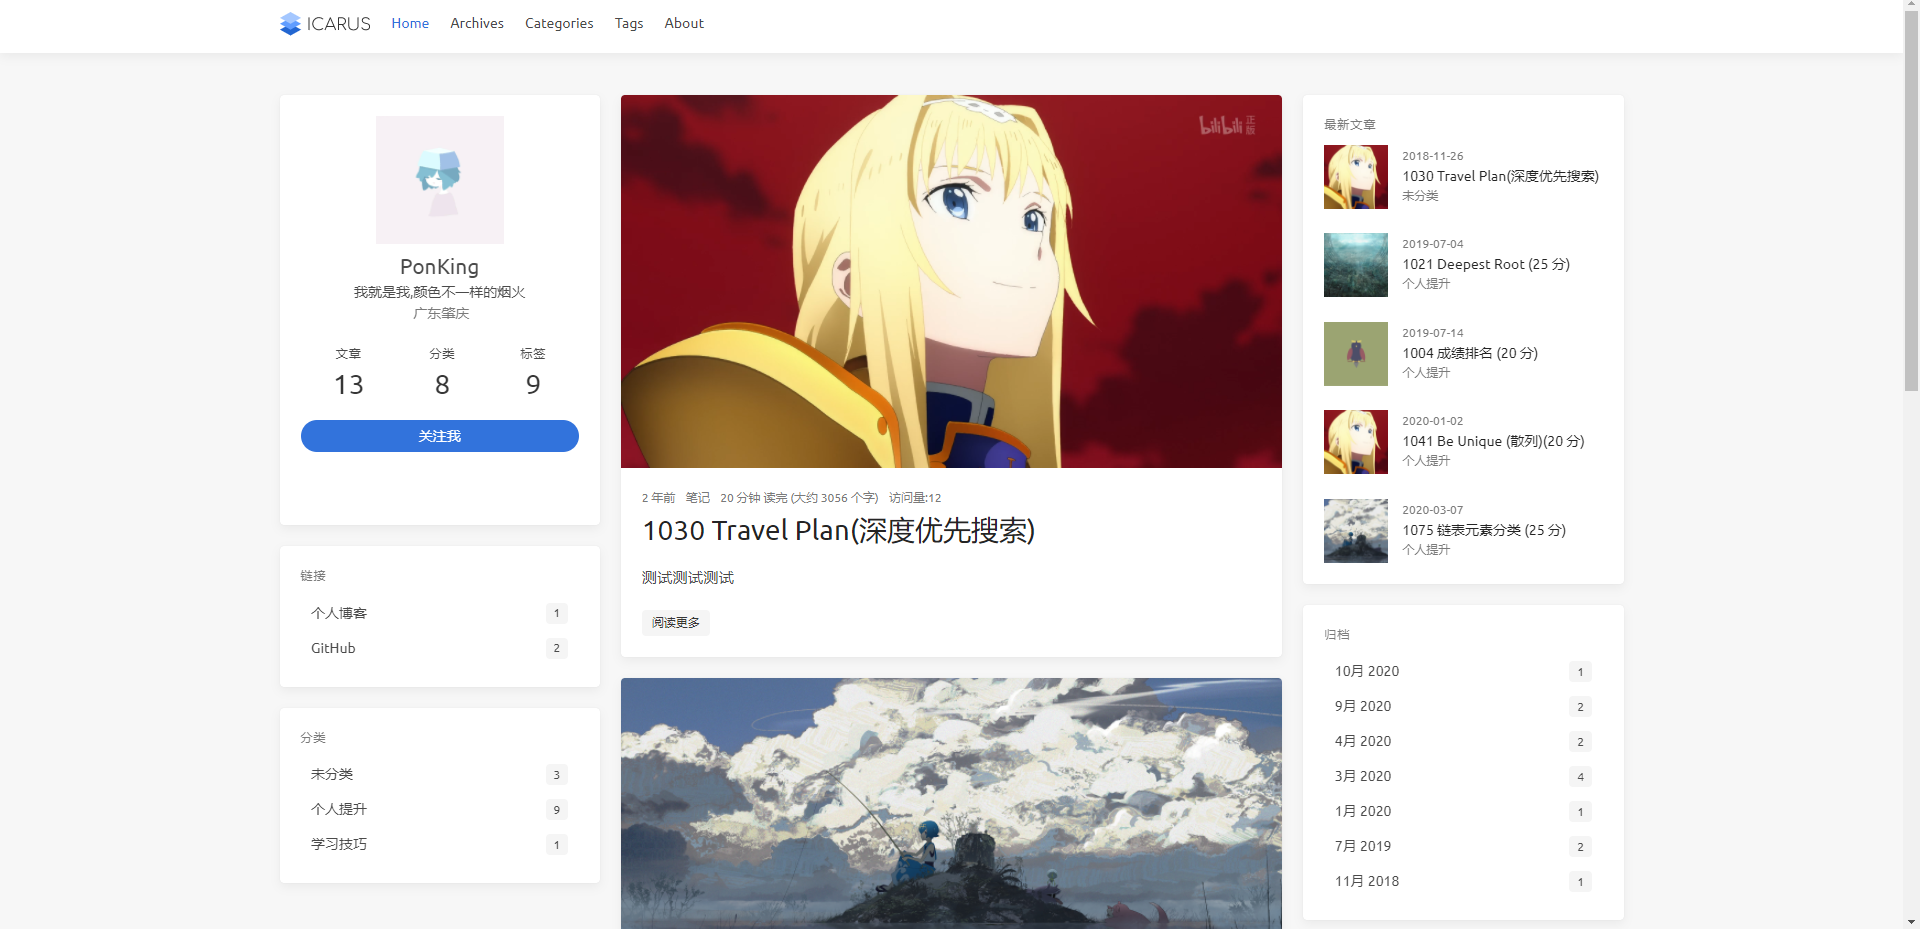 ICARUS Home Archives Categories Tags About
PonKing
我就是我,颜色不一样的烟火
广东肇庆
文章 分类 标签
13 8 9
关注我
链接
个人博客 1
GitHub 2
分类
未分类 3
个人提升 9
学习技巧 1
bilibili 正版
2 年前 笔记 20 分钟 读完 (大约 3056 个字) 访问量:12
1030 Travel Plan(深度优先搜索)
测试测试测试
阅读更多
最新文章
2018-11-26
1030 Travel Plan(深度优先搜索)
未分类
2019-07-04
1021 Deepest Root (25 分)
个人提升
2019-07-14
1004 成绩排名 (20 分)
个人提升
2020-01-02
1041 Be Unique (散列)(20 分)
个人提升
2020-03-07
1075 链表元素分类 (25 分)
个人提升
归档
10月 2020 1
9月 2020 2
4月 2020 2
3月 2020 4
1月 2020 1
7月 2019 2
11月 2018 1